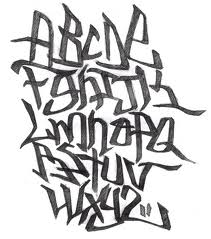 ABCDE
FGHIJK
LMNOPQ
RSTUV
WXYZ"